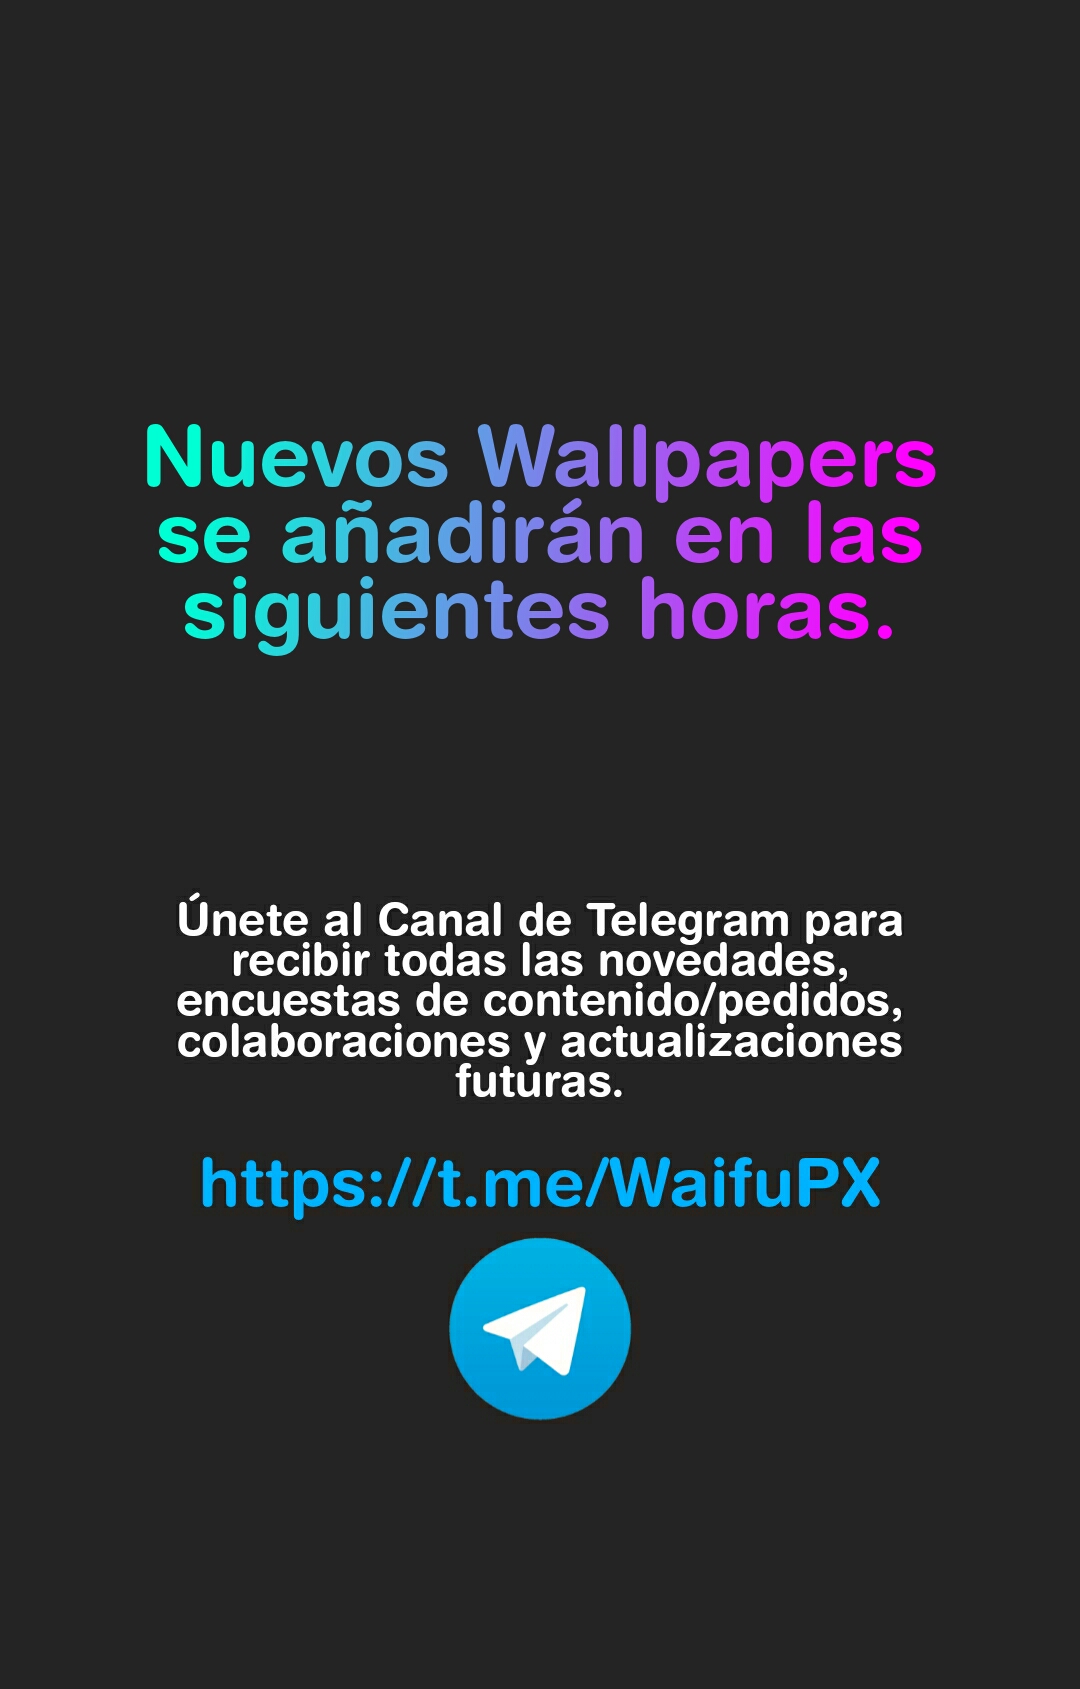 Nuevos Wallpapers
se añadirán en las
siguientes horas.
Únete al Canal de Telegram para
recibir todas las novedades,
encuestas de contenido/pedidos,
colaboraciones y actualizaciones
futuras.
https://t.me/WaifuPX